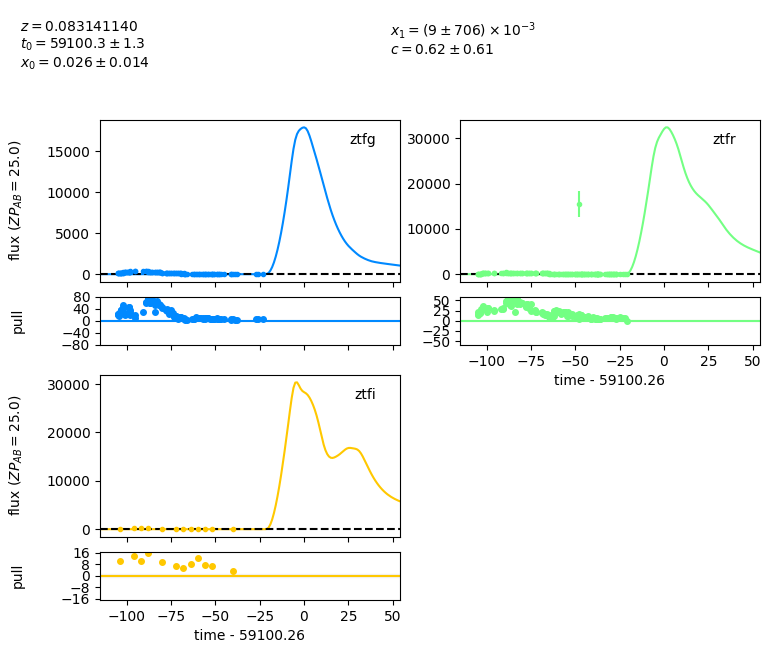 z = 0.083141140
t0 = 59100.3 ± 1.3
x0 = 0.026 ± 0.014
x1 = (9 ± 706) × 10^−3
c = 0.62 ± 0.61
flux (ZP_AB = 25.0)
15000
10000
5000
0
ztfg
30000
20000
10000
0
ztfr
pull
80
40
0
−40
−80
50
25
0
−25
−50
−100 −75 −50 −25 0 25 50
time - 59100.26
flux (ZP_AB = 25.0)
30000
20000
10000
0
ztfi
pull
16
8
0
−8
−16
−100 −75 −50 −25 0 25 50
time - 59100.26